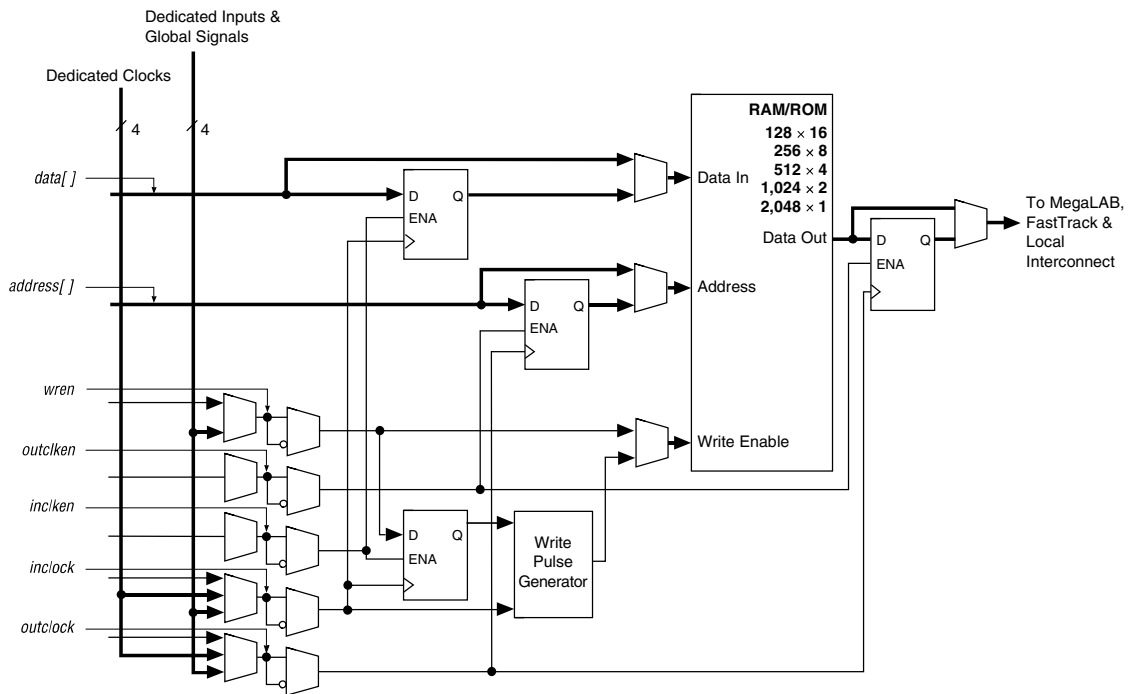 Dedicated Inputs &
Global Signals
Dedicated Clocks
4
4
RAM/ROM
128 × 16
256 × 8
512 × 4
1,024 × 2
2,048 × 1
data[ ]
D
Q
ENA
Data In
Data Out
D
Q
ENA
To MegaLAB,
FastTrack &
Local
Interconnect
address[ ]
D
Q
ENA
Address
wren
Write Enable
outclken
inclken
D
Q
ENA
Write
Pulse
Generator
inclock
outclock